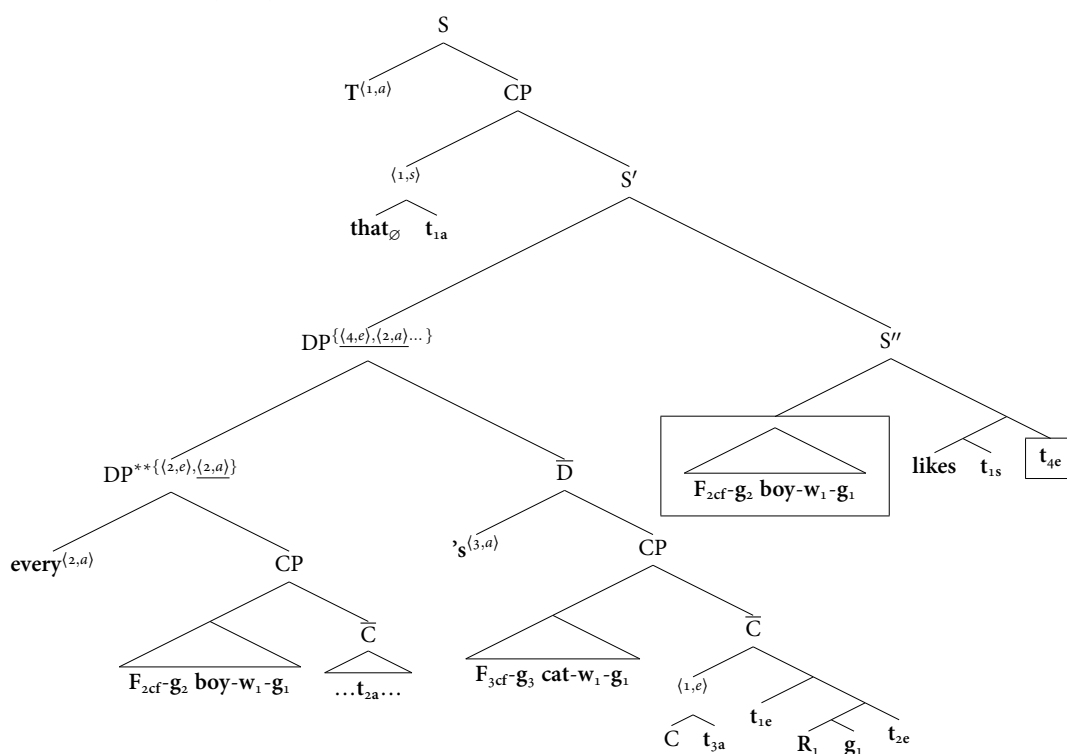 S
T⟨1,a⟩ CP
⟨1,s⟩ S′
that∅ t1a
DP{⟨4,e⟩,⟨2,a⟩...} S″
DP**{⟨2,e⟩,⟨2,a⟩} D̅ F2cf-g2 boy-w1-g1 likes t1s t4e
every⟨2,a⟩ CP ’s⟨3,a⟩ CP
F2cf-g2 boy-w1-g1 C̅ F3cf-g3 cat-w1-g1 C̅
...t2a... ⟨1,e⟩ t1e
C t3a R1 g1 t2e